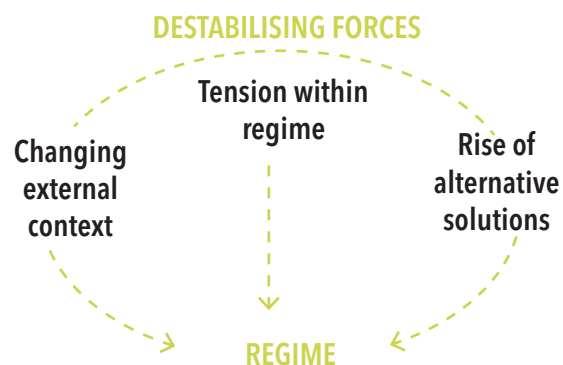 DESTABILISING FORCES
Tension within
regime
Changing
external
context
Rise of
alternative
solutions
REGIME